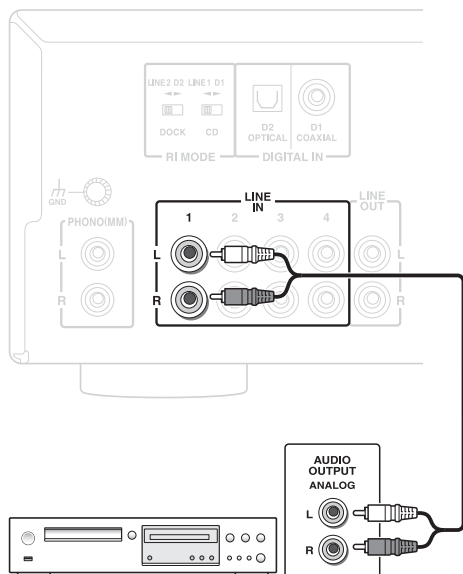 LINE2 D2 LINE1 D1
DOCK CD
RI MODE
D2 OPTICAL
D1 COAXIAL
DIGITAL IN
GND
PHONO(MM)
L
R
LINE IN
1 2 3 4
L
R
LINE OUT
L
R
AUDIO OUTPUT
ANALOG
L
R